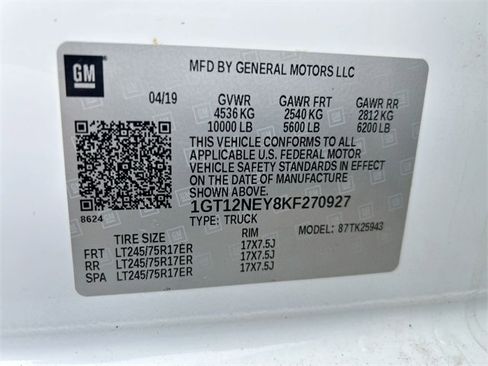 GM
MFD BY GENERAL MOTORS LLC
04/19 GVWR GAWR FRT GAWR RR
4536 KG 2540 KG 2812 KG
10000 LB 5600 LB 6200 LB
THIS VEHICLE CONFORMS TO ALL
APPLICABLE U.S. FEDERAL MOTOR
VEHICLE SAFETY STANDARDS IN EFFECT
ON THE DATE OF MANUFACTURE
SHOWN ABOVE.
8624
1GT12NEY8KF270927
TYPE: TRUCK MODEL: 87TK25943
TIRE SIZE RIM
FRT LT245/75R17ER 17X7.5J
RR LT245/75R17ER 17X7.5J
SPA LT245/75R17ER 17X7.5J